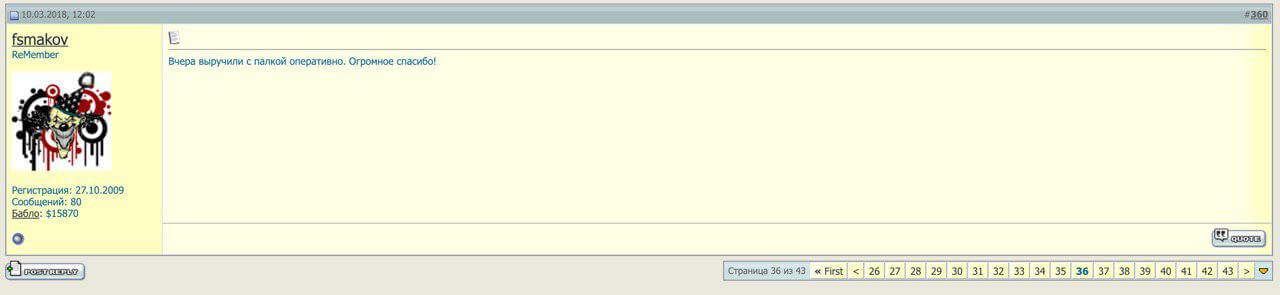 10.03.2018, 12:02
#360
fsmakov
ReMember
Регистрация: 27.10.2009
Сообщений: 80
Бабло: $15870
Вчера выручили с палкой оперативно. Огромное спасибо!
QUOTE
POST REPLY
Страница 36 из 43 « First < 26 27 28 29 30 31 32 33 34 35 36 37 38 39 40 41 42 43 >